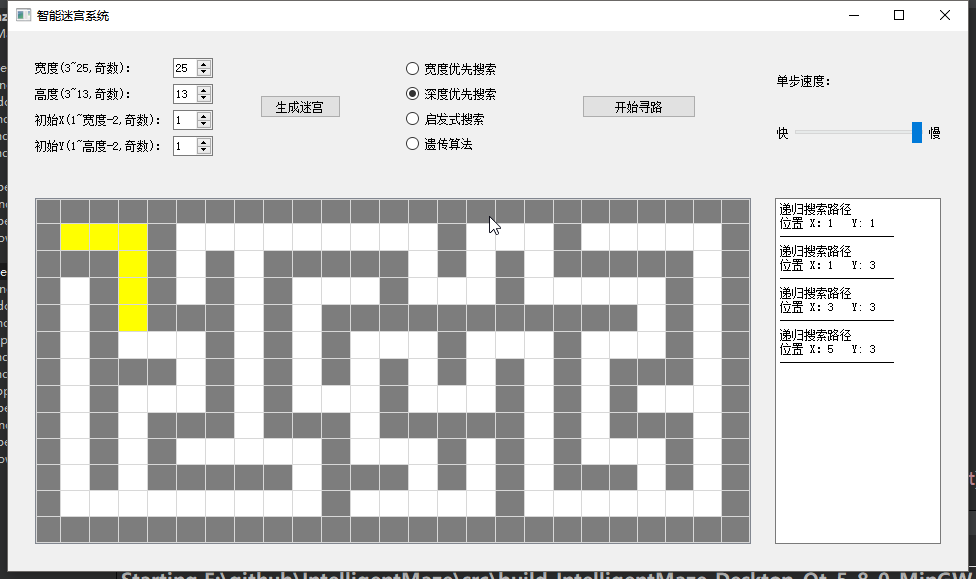 智能迷宫系统
宽度(3~25,奇数): 25
高度(3~13,奇数): 13
初始X(1~宽度-2,奇数): 1
初始Y(1~高度-2,奇数): 1
生成迷宫
宽度优先搜索
深度优先搜索
启发式搜索
遗传算法
开始寻路
单步速度:
快 慢
递归搜索路径
位置 X: 1 Y: 1
递归搜索路径
位置 X: 1 Y: 3
递归搜索路径
位置 X: 3 Y: 3
递归搜索路径
位置 X: 5 Y: 3